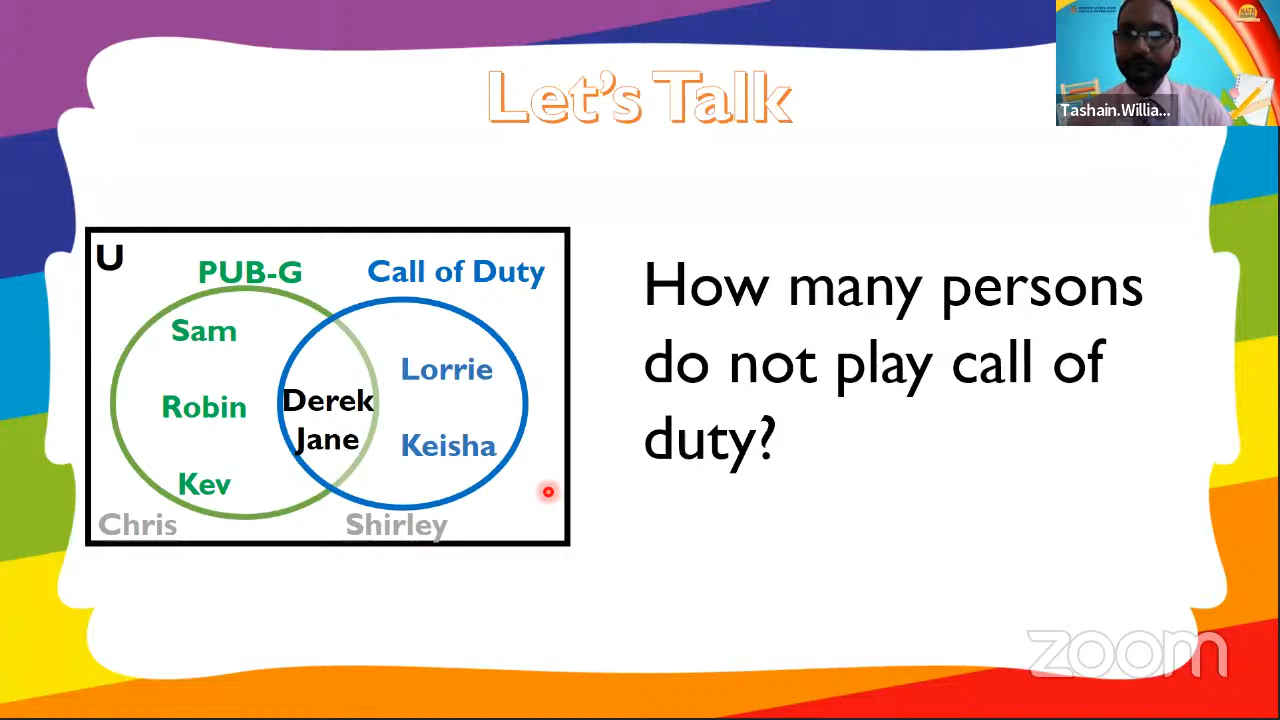 Let's Talk
Tashain.Willia...
U
PUB-G
Call of Duty
Sam
Lorrie
Derek
Robin
Jane
Keisha
Kev
Chris
Shirley
How many persons
do not play call of
duty?
zoom